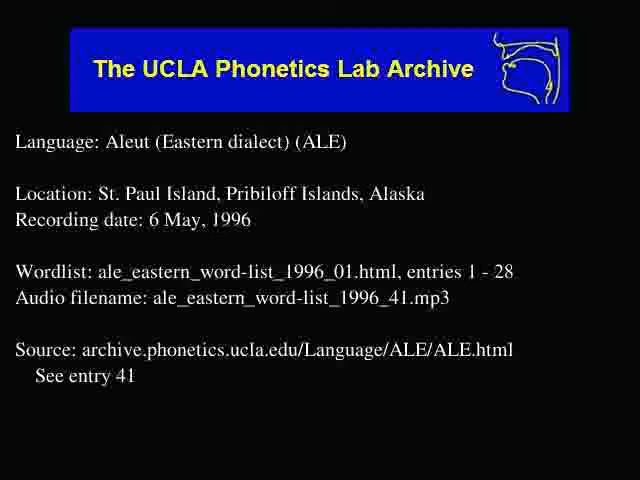 The UCLA Phonetics Lab Archive
Language: Aleut (Eastern dialect) (ALE)
Location: St. Paul Island, Pribiloff Islands, Alaska
Recording date: 6 May, 1996
Wordlist: ale_eastern_word-list_1996_01.html, entries 1 - 28
Audio filename: ale_eastern_word-list_1996_41.mp3
Source: archive.phonetics.ucla.edu/Language/ALE/ALE.html
See entry 41